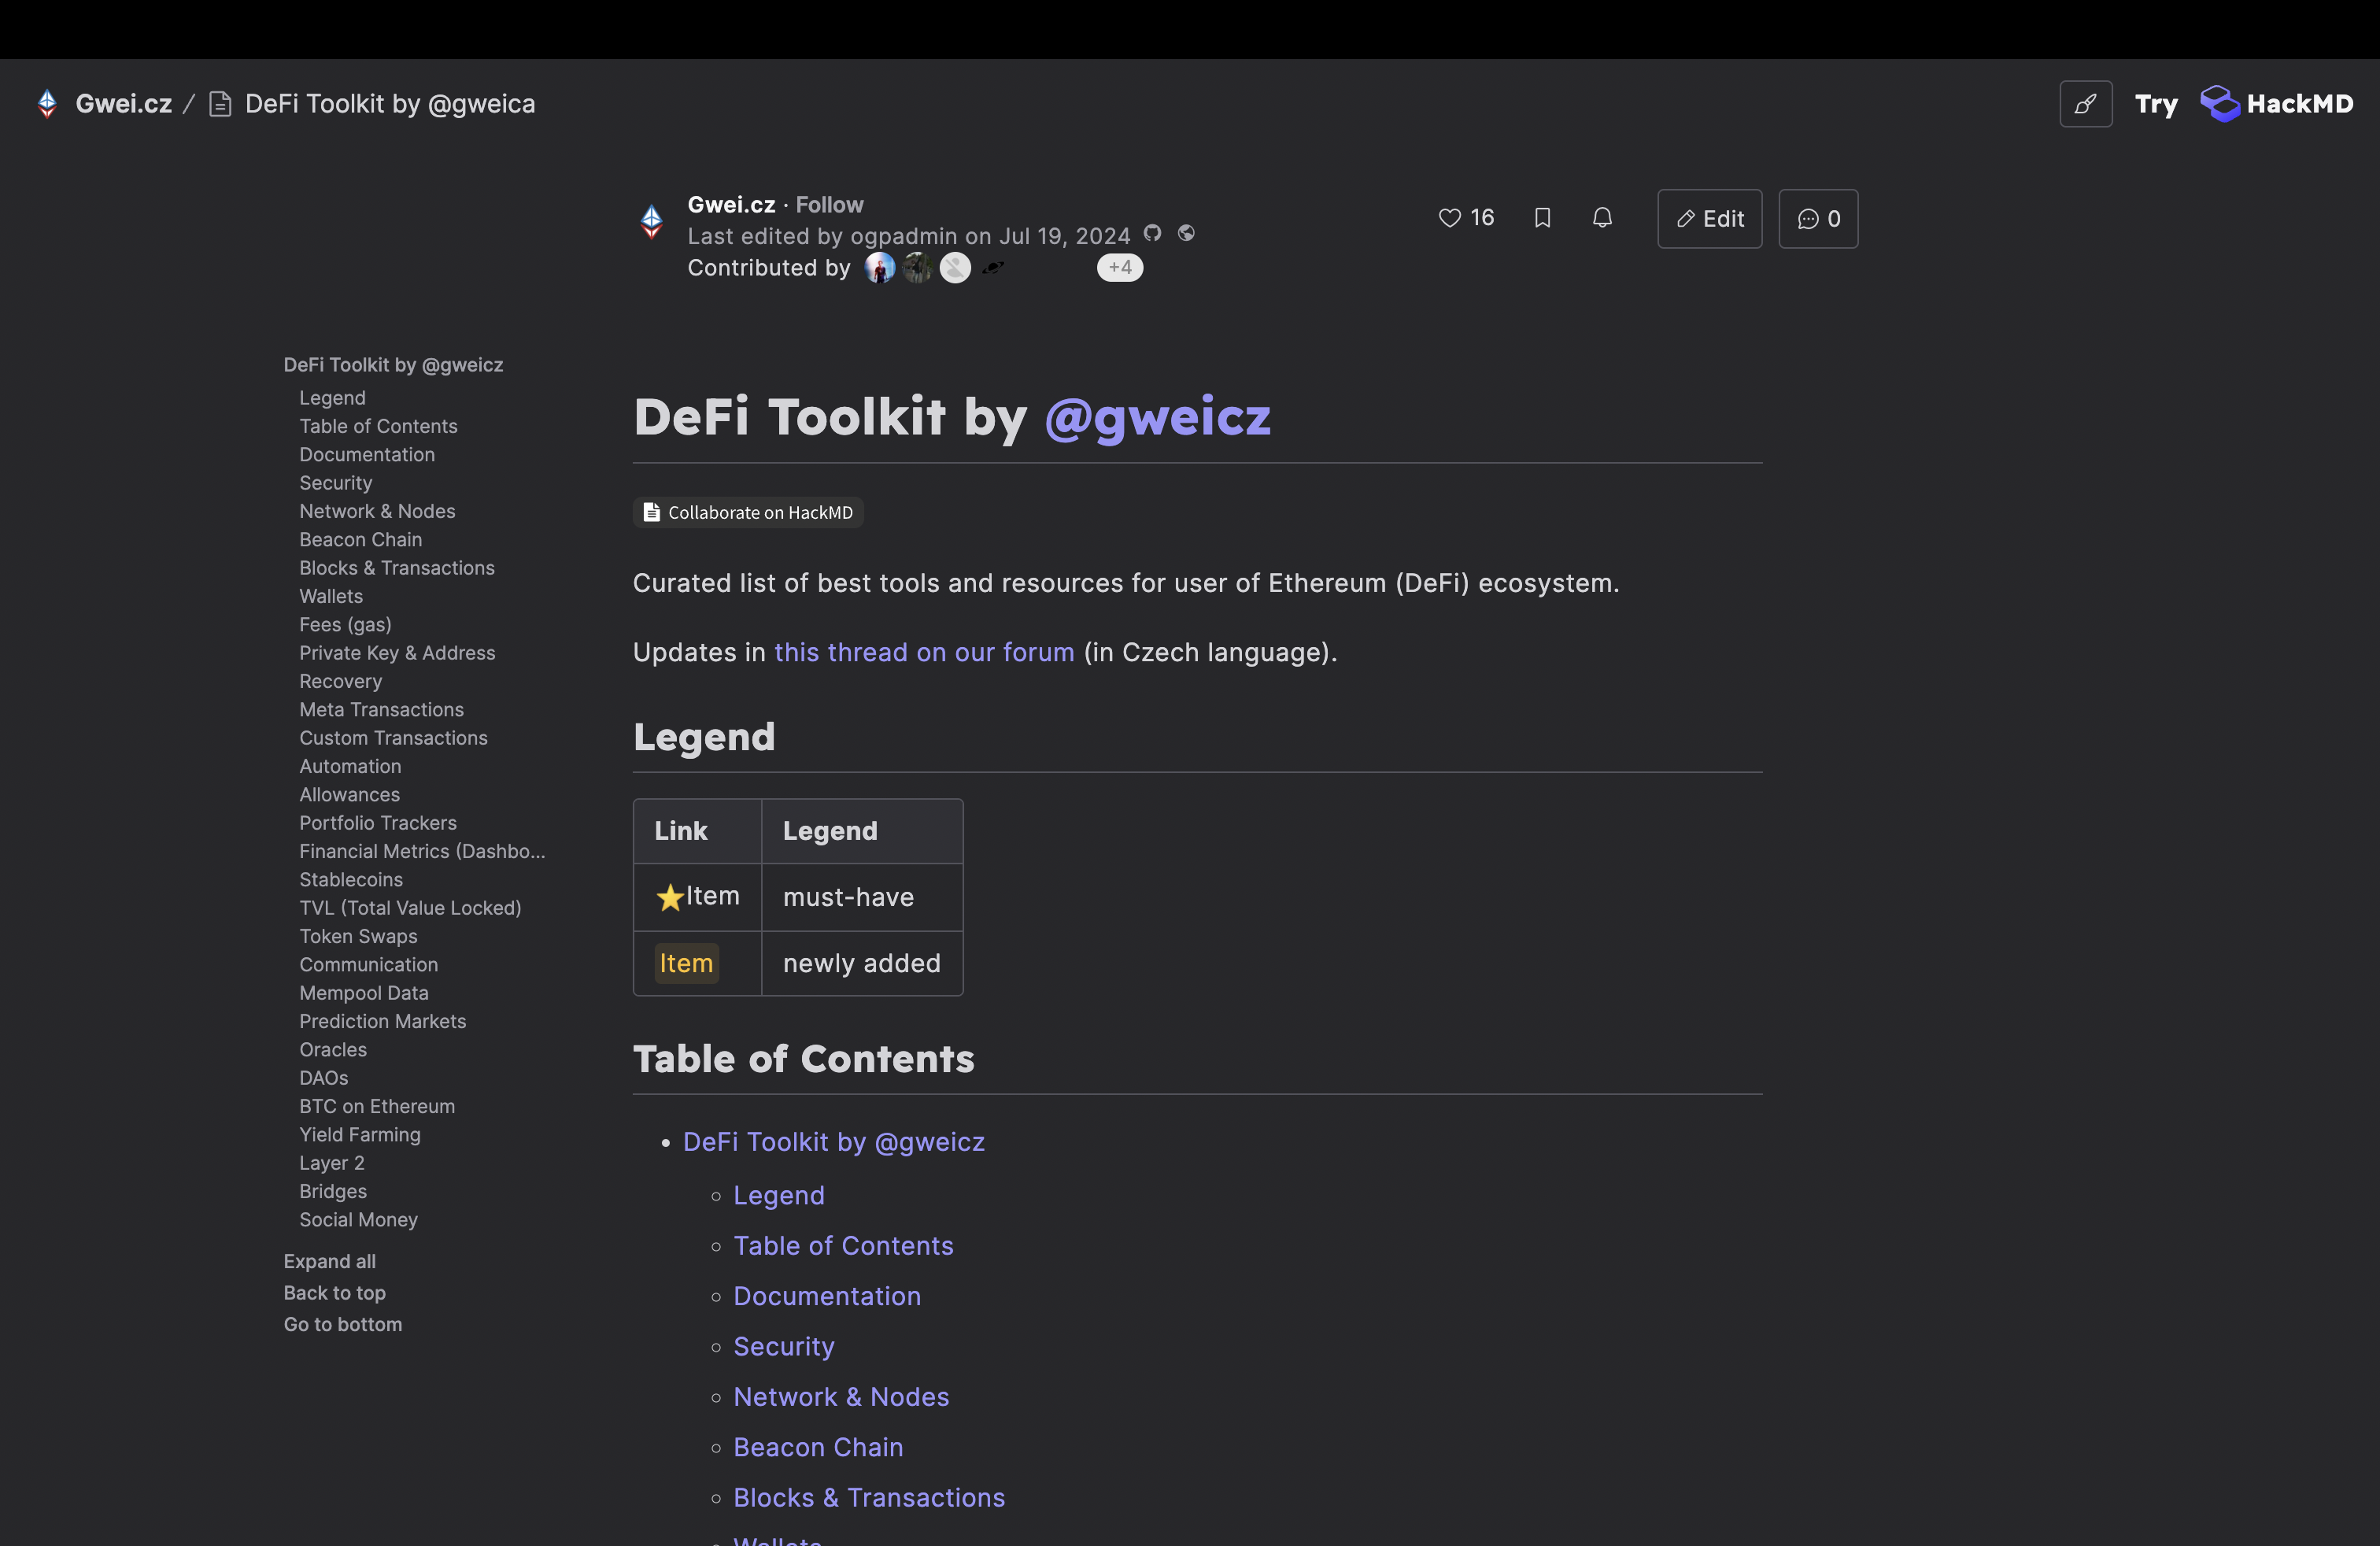 Gwei.cz / DeFi Toolkit by @gweica
Try HackMD
Gwei.cz · Follow
Last edited by ogpadmin on Jul 19, 2024
Contributed by +4
16
Edit
0
DeFi Toolkit by @gweicz
Legend
Table of Contents
Documentation
Security
Network & Nodes
Beacon Chain
Blocks & Transactions
Wallets
Fees (gas)
Private Key & Address
Recovery
Meta Transactions
Custom Transactions
Automation
Allowances
Portfolio Trackers
Financial Metrics (Dashbo...
Stablecoins
TVL (Total Value Locked)
Token Swaps
Communication
Mempool Data
Prediction Markets
Oracles
DAOs
BTC on Ethereum
Yield Farming
Layer 2
Bridges
Social Money
Expand all
Back to top
Go to bottom
DeFi Toolkit by @gweicz
Collaborate on HackMD
Curated list of best tools and resources for user of Ethereum (DeFi) ecosystem.
Updates in this thread on our forum (in Czech language).
Legend
Link Legend
⭐Item must-have
Item newly added
Table of Contents
• DeFi Toolkit by @gweicz
◦ Legend
◦ Table of Contents
◦ Documentation
◦ Security
◦ Network & Nodes
◦ Beacon Chain
◦ Blocks & Transactions
◦ Wallets